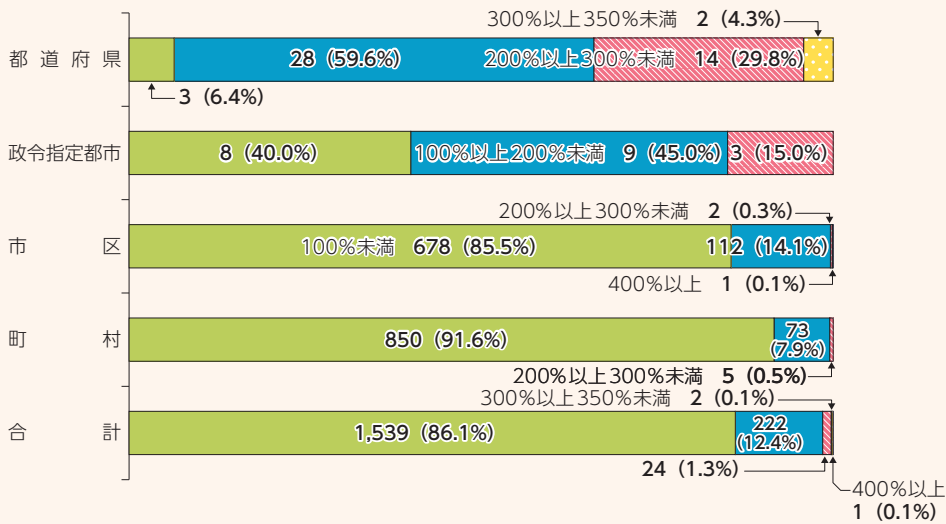 300%以上350%未満 2（4.3%）
都道府県
28（59.6%）
200%以上300%未満 14（29.8%）
3（6.4%）
政令指定都市
8（40.0%）
100%以上200%未満 9（45.0%）
3（15.0%）
200%以上300%未満 2（0.3%）
市区
100%未満 678（85.5%）
112（14.1%）
400%以上 1（0.1%）
町村
850（91.6%）
73
(7.9%)
200%以上300%未満 5（0.5%）
300%以上350%未満 2（0.1%）
合計
1,539（86.1%）
222
(12.4%)
24（1.3%）
400%以上
1（0.1%）